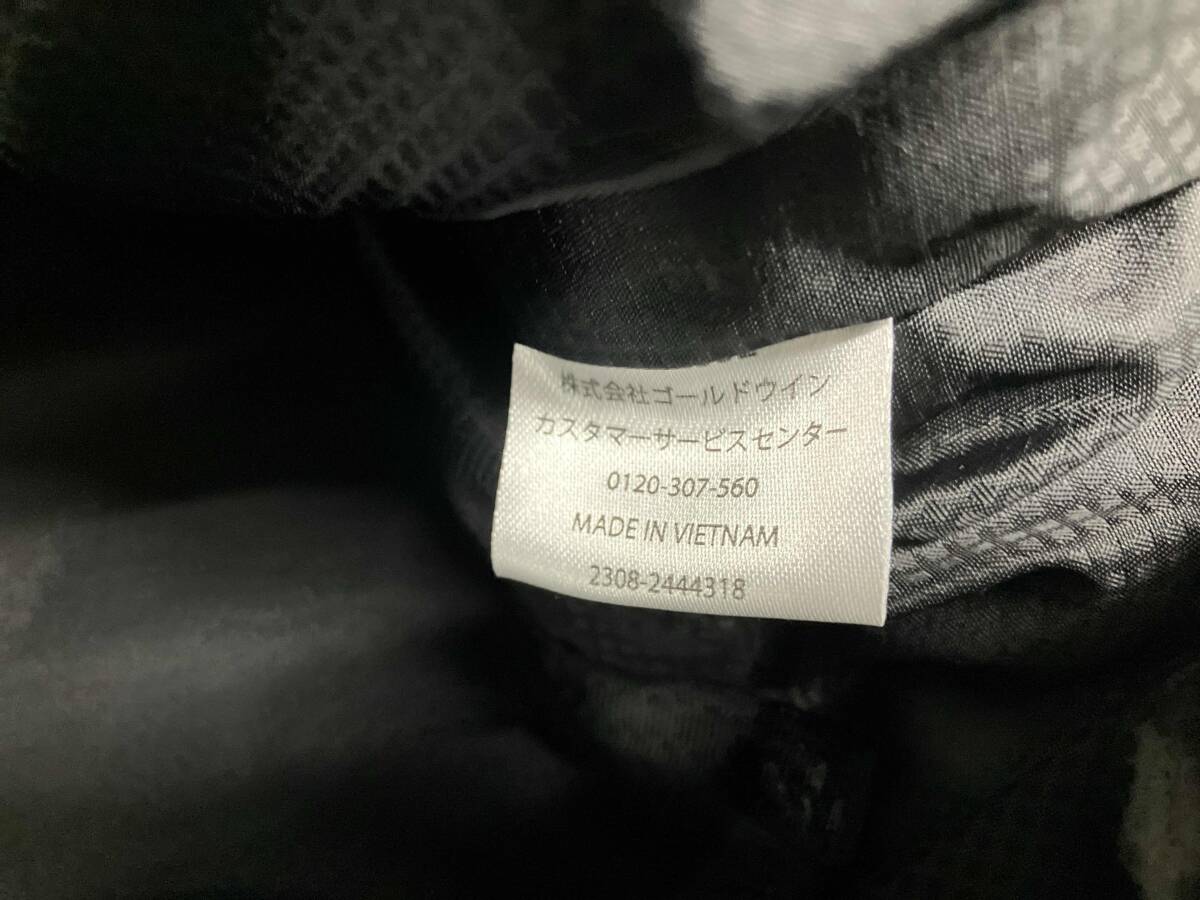 株式会社ゴールドウイン
カスタマーサービスセンター
0120-307-560
MADE IN VIETNAM
2308-2444318